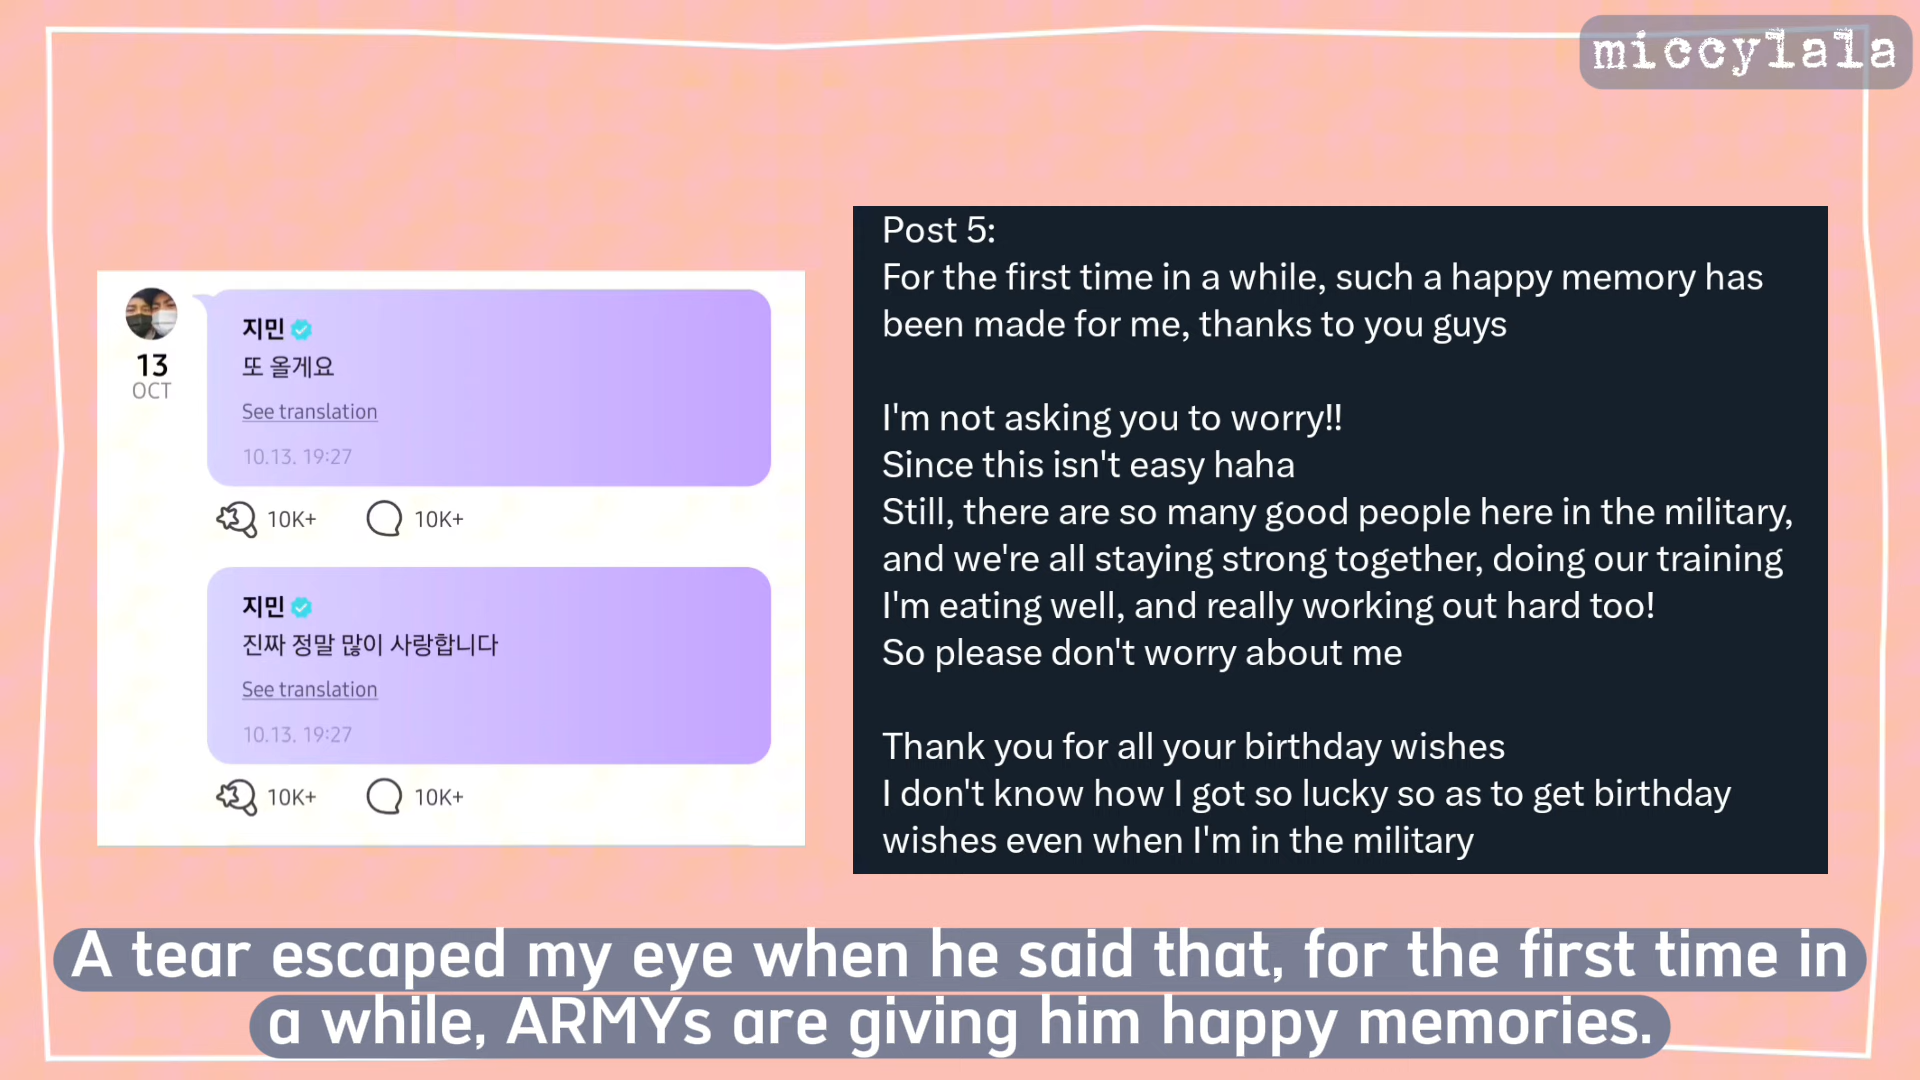 miccylala
지민
또 올게요
See translation
10.13. 19:27
13
OCT
10K+ 10K+
지민
진짜 정말 많이 사랑합니다
See translation
10.13. 19:27
10K+ 10K+
Post 5:
For the first time in a while, such a happy memory has
been made for me, thanks to you guys
I'm not asking you to worry!!
Since this isn't easy haha
Still, there are so many good people here in the military,
and we're all staying strong together, doing our training
I'm eating well, and really working out hard too!
So please don't worry about me
Thank you for all your birthday wishes
I don't know how I got so lucky so as to get birthday
wishes even when I'm in the military
A tear escaped my eye when he said that, for the first time in
a while, ARMYs are giving him happy memories.